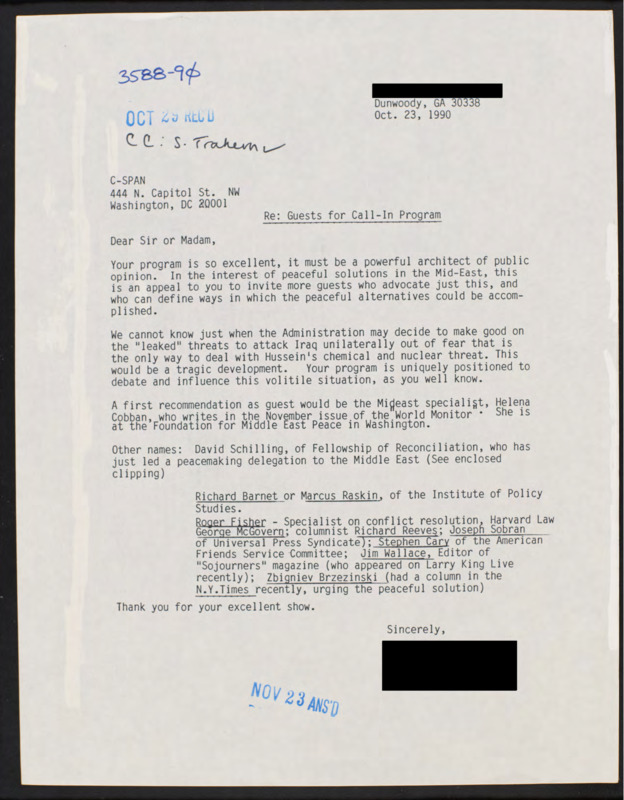 3588-90
Dunwoody, GA 30338
Oct. 23, 1990
OCT 29 REC'D
CC: S. Trahern
C-SPAN
444 N. Capitol St.  NW
Washington, DC 20001
Re: Guests for Call-In Program
Dear Sir or Madam,
Your program is so excellent, it must be a powerful architect of public
opinion.  In the interest of peaceful solutions in the Mid-East, this
is an appeal to you to invite more guests who advocate just this, and
who can define ways in which the peaceful alternatives could be accom-
plished.
We cannot know just when the Administration may decide to make good on
the "leaked" threats to attack Iraq unilaterally out of fear that is
the only way to deal with Hussein's chemical and nuclear threat. This
would be a tragic development.  Your program is uniquely positioned to
debate and influence this volitile situation, as you well know.
A first recommendation as guest would be the Mideast specialist, Helena
Cobban, who writes in the November issue of the "World Monitor".  She is
at the Foundation for Middle East Peace in Washington.
Other names:  David Schilling, of Fellowship of Reconciliation, who has
just led a peacemaking delegation to the Middle East (See enclosed
clipping)
Richard Barnet or Marcus Raskin, of the Institute of Policy
Studies.
Roger Fisher - Specialist on conflict resolution, Harvard Law
George McGovern; columnist Richard Reeves; Joseph Sobran
of Universal Press Syndicate); Stephen Cary of the American
Friends Service Committee;  Jim Wallace, Editor of
"Sojourners" magazine (who appeared on Larry King Live
recently);  Zbigniev Brzezinski (had a column in the
N.Y.Times recently, urging the peaceful solution)
Thank you for your excellent show.
Sincerely,
NOV 23 ANS'D